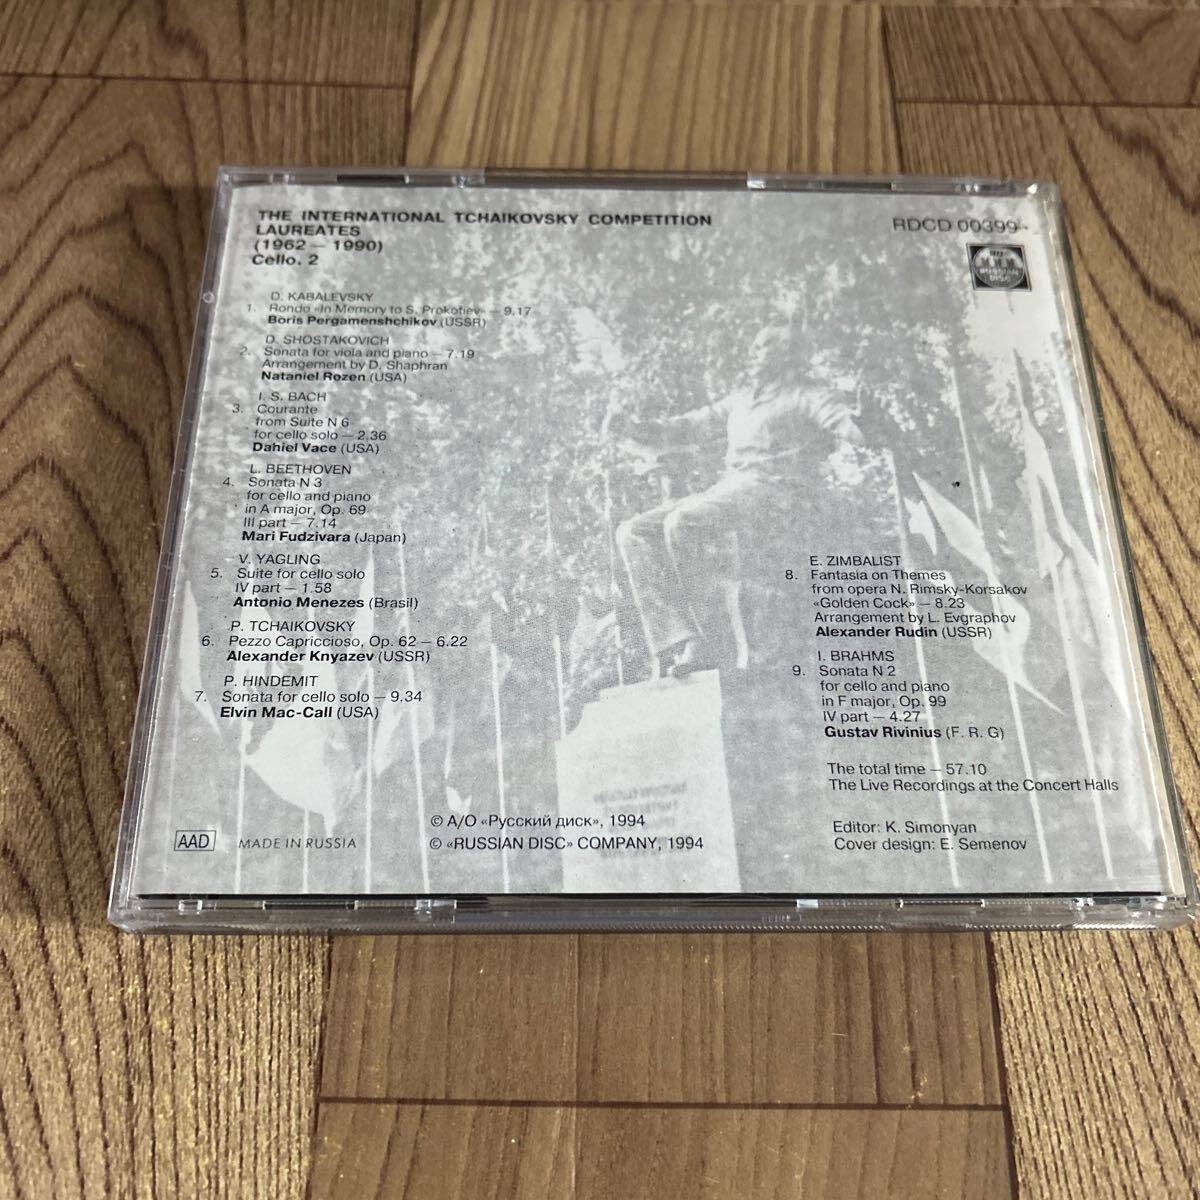 THE INTERNATIONAL TCHAIKOVSKY COMPETITION
LAUREATES
(1962 — 1990)
Cello. 2
RDCD 00399
RUSSIAN
DISC
D. KABALEVSKY
1. Rondo «In Memory to S. Prokofiev» — 9.17
Boris Pergamenshchikov (USSR)
D. SHOSTAKOVICH
2. Sonata for viola and piano — 7.19
Arrangement by D. Shaphran
Nataniel Rozen (USA)
I. S. BACH
3. Courante
from Suite N 6
for cello solo — 2.36
Dahiel Vace (USA)
L. BEETHOVEN
4. Sonata N 3
for cello and piano
in A major, Op. 69
III part — 7.14
Mari Fudzivara (Japan)
V. YAGLING
5. Suite for cello solo
IV part — 1.58
Antonio Menezes (Brasil)
P. TCHAIKOVSKY
6. Pezzo Capriccioso, Op. 62 — 6.22
Alexander Knyazev (USSR)
P. HINDEMIT
7. Sonata for cello solo — 9.34
Elvin Mac-Call (USA)
E. ZIMBALIST
8. Fantasia on Themes
from opera N. Rimsky-Korsakov
«Golden Cock» — 8.23
Arrangement by L. Evgraphov
Alexander Rudin (USSR)
I. BRAHMS
9. Sonata N 2
for cello and piano
in F major, Op. 99
IV part — 4.27
Gustav Rivinius (F. R. G)
The total time — 57.10
The Live Recordings at the Concert Halls
Editor: K. Simonyan
Cover design: E. Semenov
AAD
MADE IN RUSSIA
© А/О «Русский диск», 1994
© «RUSSIAN DISC» COMPANY, 1994